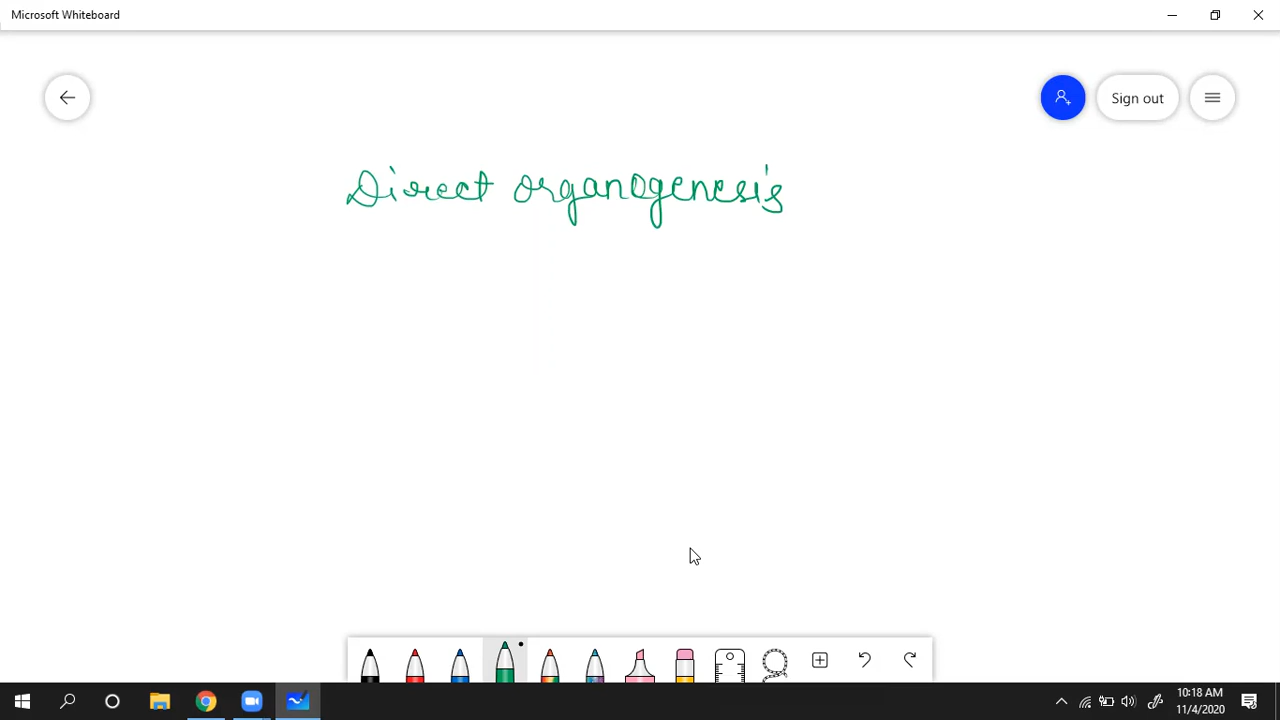 Microsoft Whiteboard
Sign out
Direct organogenesis
10:18 AM
11/4/2020